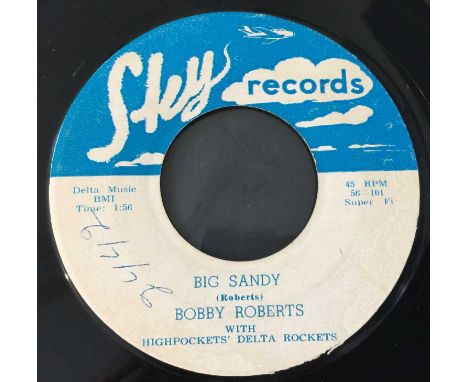 Sky records
Delta Music
BMI
Time: 1:56
45 RPM
56-101
Super Fi
BIG SANDY
(Roberts)
BOBBY ROBERTS
WITH
HIGHPOCKETS' DELTA ROCKETS